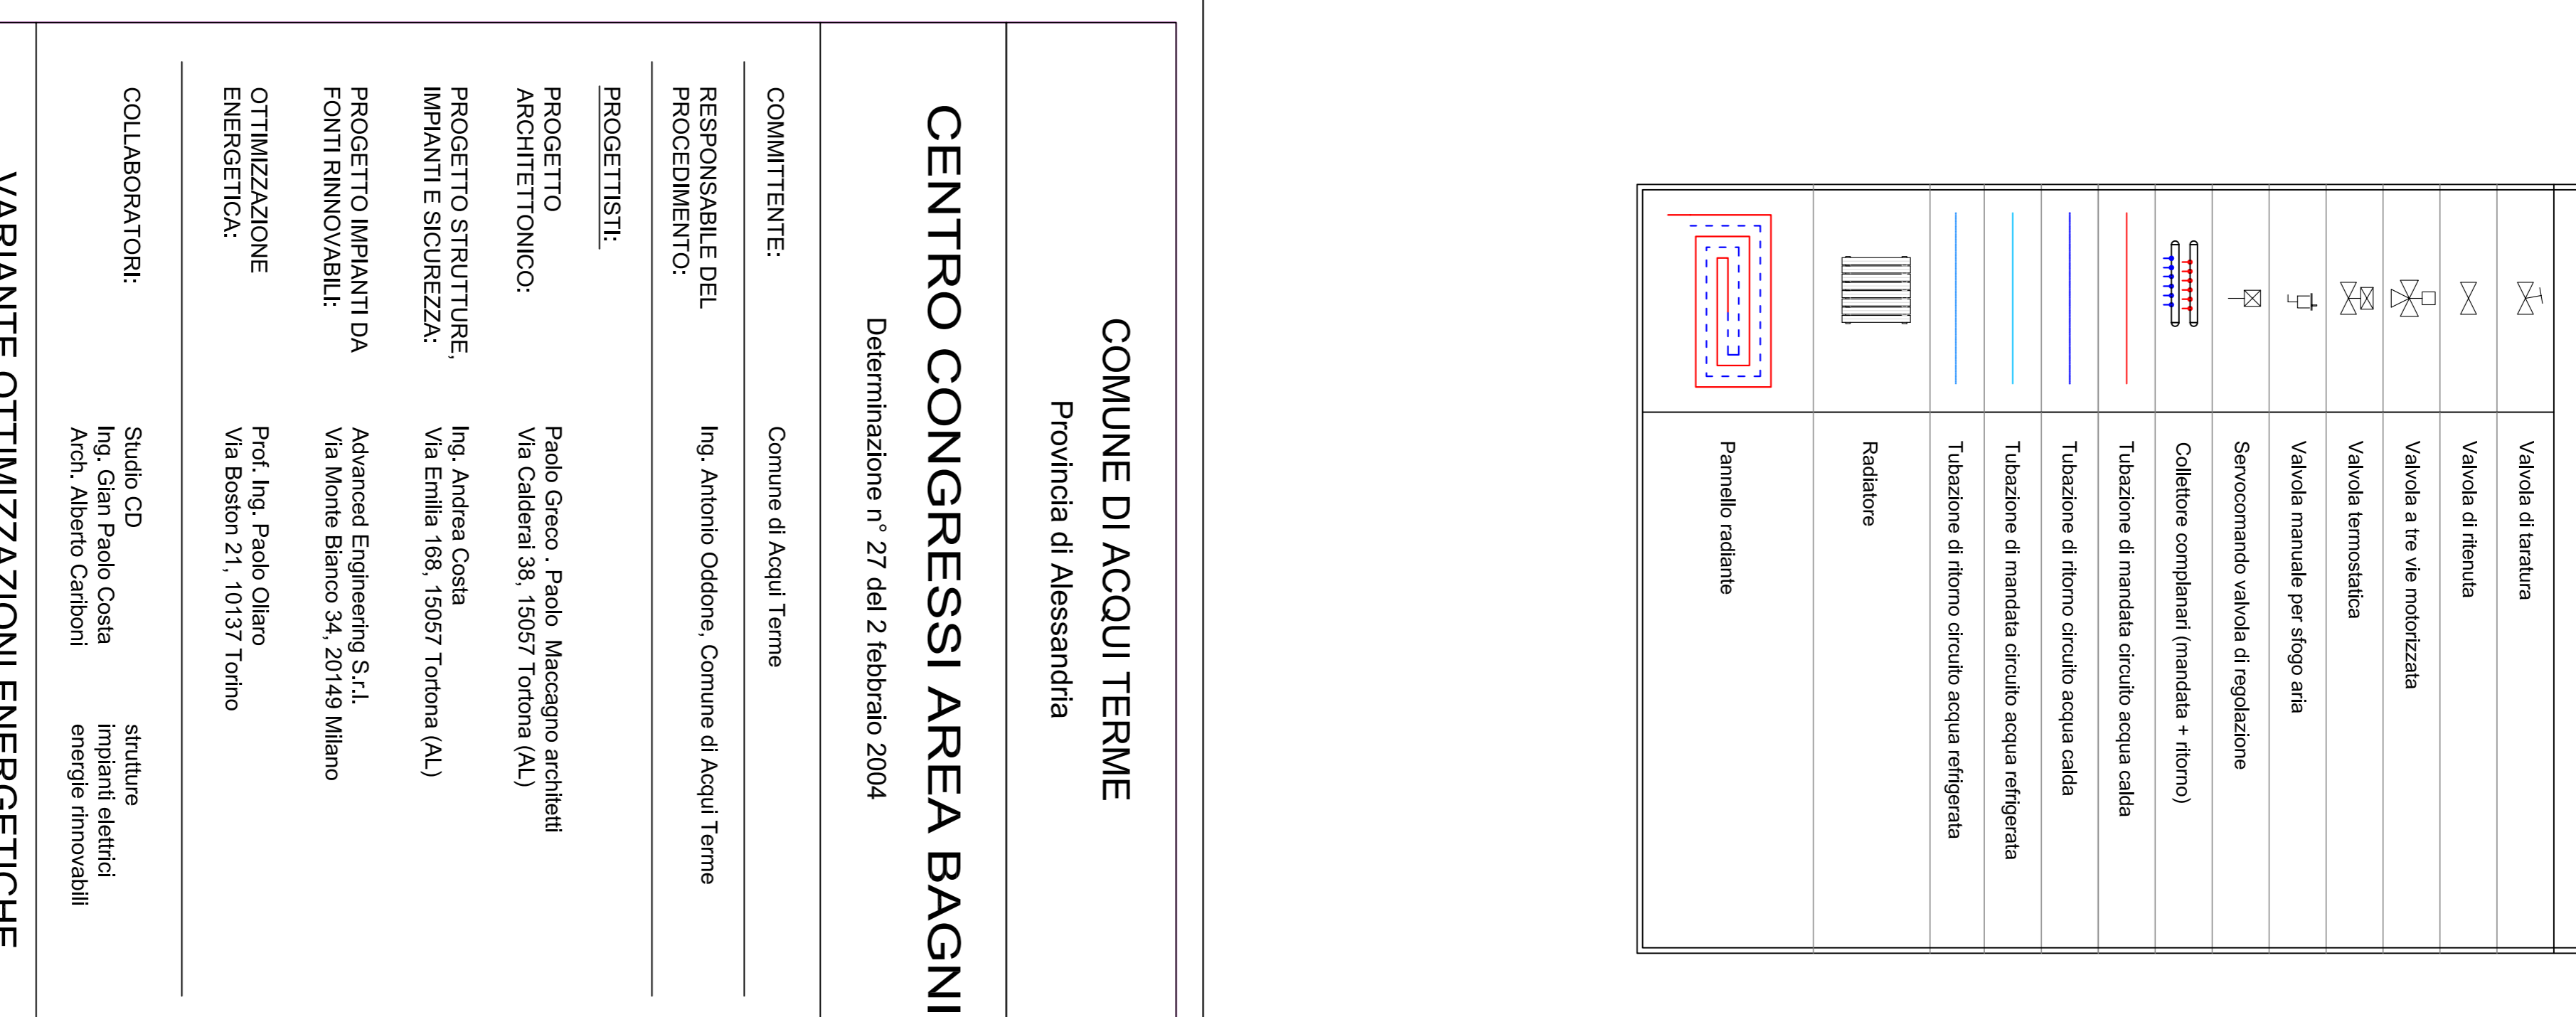 Valvola di taratura
Valvola di ritenuta
Valvola a tre vie motorizzata
Valvola termostatica
Valvola manuale per sfogo aria
Servocomando valvola di regolazione
Collettore complanari (mandata + ritorno)
Tubazione di mandata circuito acqua calda
Tubazione di ritorno circuito acqua calda
Tubazione di mandata circuito acqua refrigerata
Tubazione di ritorno circuito acqua refrigerata
Radiatore
Pannello radiante
COMUNE DI ACQUI TERME
Provincia di Alessandria
CENTRO CONGRESSI AREA BAGNI
Determinazione n° 27 del 2 febbraio 2004
COMMITTENTE: Comune di Acqui Terme
RESPONSABILE DEL Ing. Antonio Oddone, Comune di Acqui Terme
PROCEDIMENTO:
PROGETTISTI:
PROGETTO Paolo Greco . Paolo Maccagno architetti
ARCHITETTONICO: Via Calderai 38, 15057 Tortona (AL)
PROGETTO STRUTTURE, Ing. Andrea Costa
IMPIANTI E SICUREZZA: Via Emilia 168, 15057 Tortona (AL)
PROGETTO IMPIANTI DA Advanced Engineering S.r.l.
FONTI RINNOVABILI: Via Monte Bianco 34, 20149 Milano
OTTIMIZZAZIONE Prof. Ing. Paolo Oliaro
ENERGETICA: Via Boston 21, 10137 Torino
COLLABORATORI: Studio CD strutture
Ing. Gian Paolo Costa impianti elettrici
Arch. Alberto Cariboni energie rinnovabili
VARIANTE OTTIMIZZAZIONI ENERGETICHE